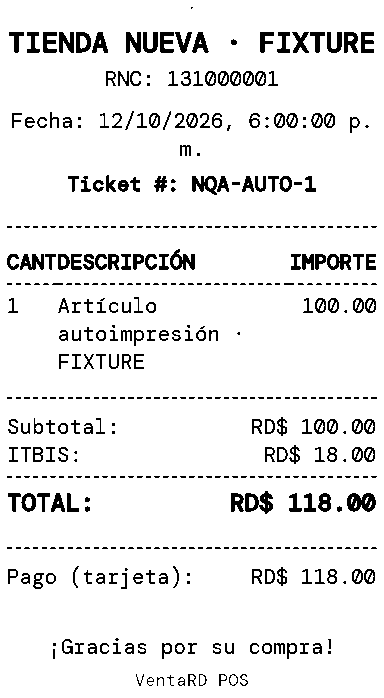 TIENDA NUEVA · FIXTURE
RNC: 131000001
Fecha: 12/10/2026, 6:00:00 p.
m.
Ticket #: NQA-AUTO-1
CANTDESCRIPCIÓN IMPORTE
1 Artículo 100.00
autoimpresión ·
FIXTURE
Subtotal: RD$ 100.00
ITBIS: RD$ 18.00
TOTAL: RD$ 118.00
Pago (tarjeta): RD$ 118.00
¡Gracias por su compra!
VentaRD POS